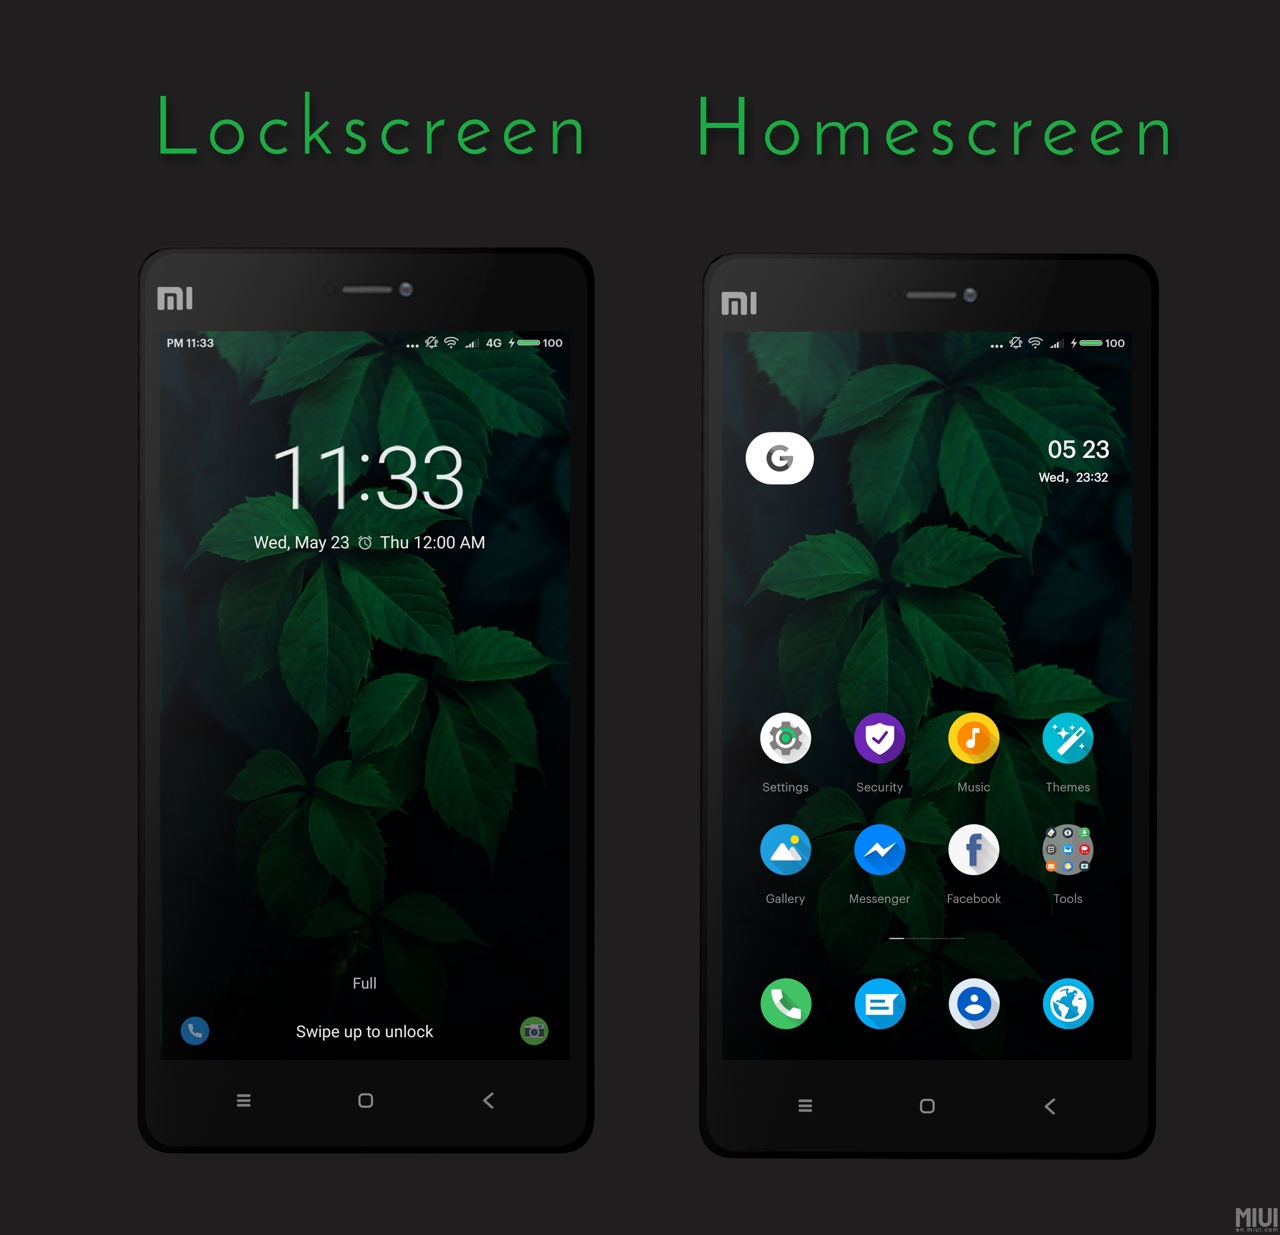 Lockscreen
Homescreen
mi
PM 11:33
... 4G 100
11:33
Wed, May 23 Thu 12:00 AM
Full
Swipe up to unlock
mi
... 100
G
05 23
Wed, 23:32
Settings Security Music Themes
f
Gallery Messenger Facebook Tools
MIUI
en.miui.com